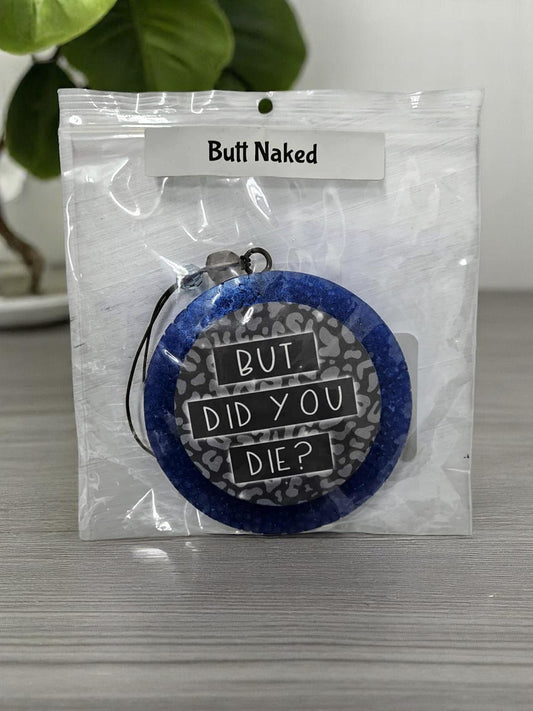 Butt Naked
BUT
DID YOU
DIE?